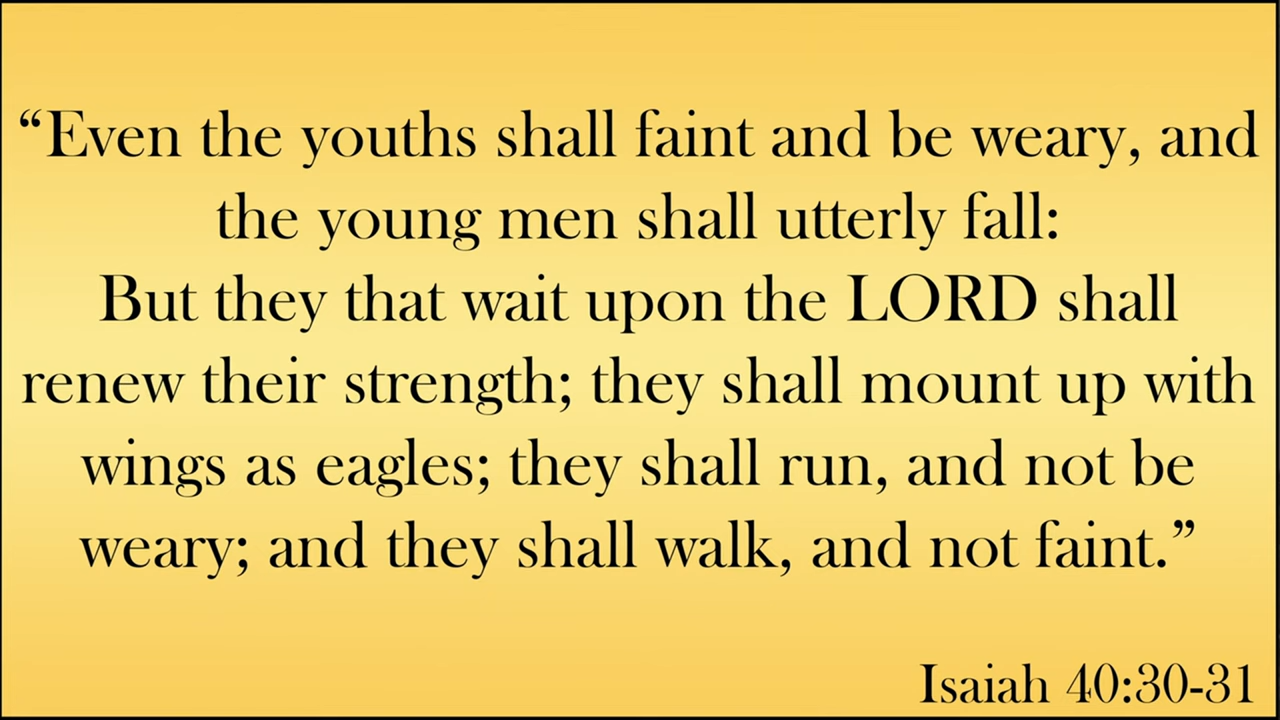 “Even the youths shall faint and be weary, and
the young men shall utterly fall:
But they that wait upon the LORD shall
renew their strength; they shall mount up with
wings as eagles; they shall run, and not be
weary; and they shall walk, and not faint.”
Isaiah 40:30-31